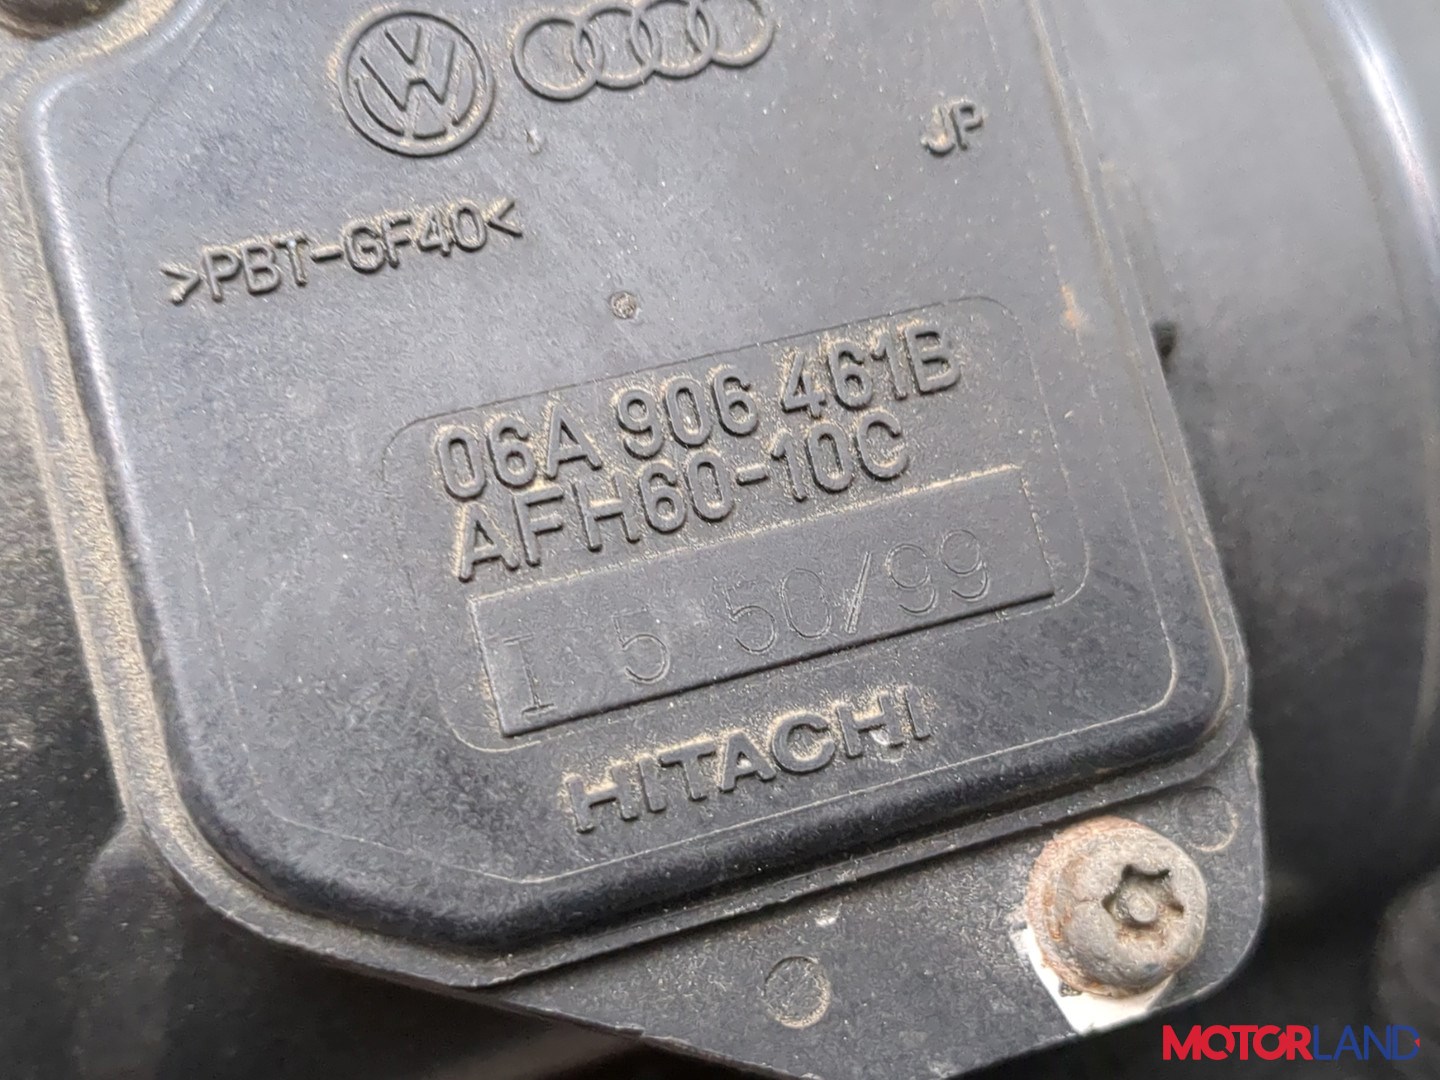 JP
>PBT-GF40<
06A 906 461B
AFH60-10C
I 5 50/99
HITACHI
MOTORLAND